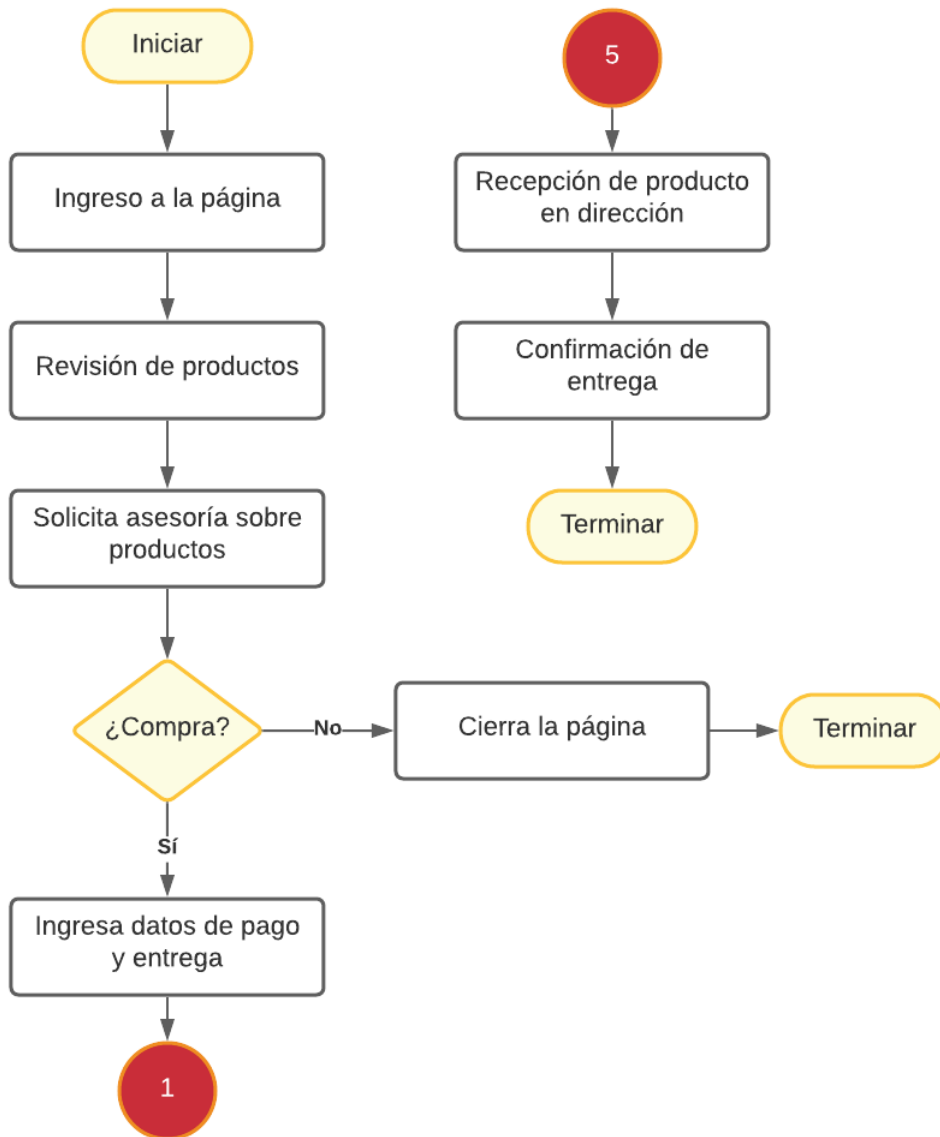 Iniciar
Ingreso a la página
Revisión de productos
Solicita asesoría sobre
productos
¿Compra?
No
Cierra la página
Terminar
Sí
Ingresa datos de pago
y entrega
1
5
Recepción de producto
en dirección
Confirmación de
entrega
Terminar